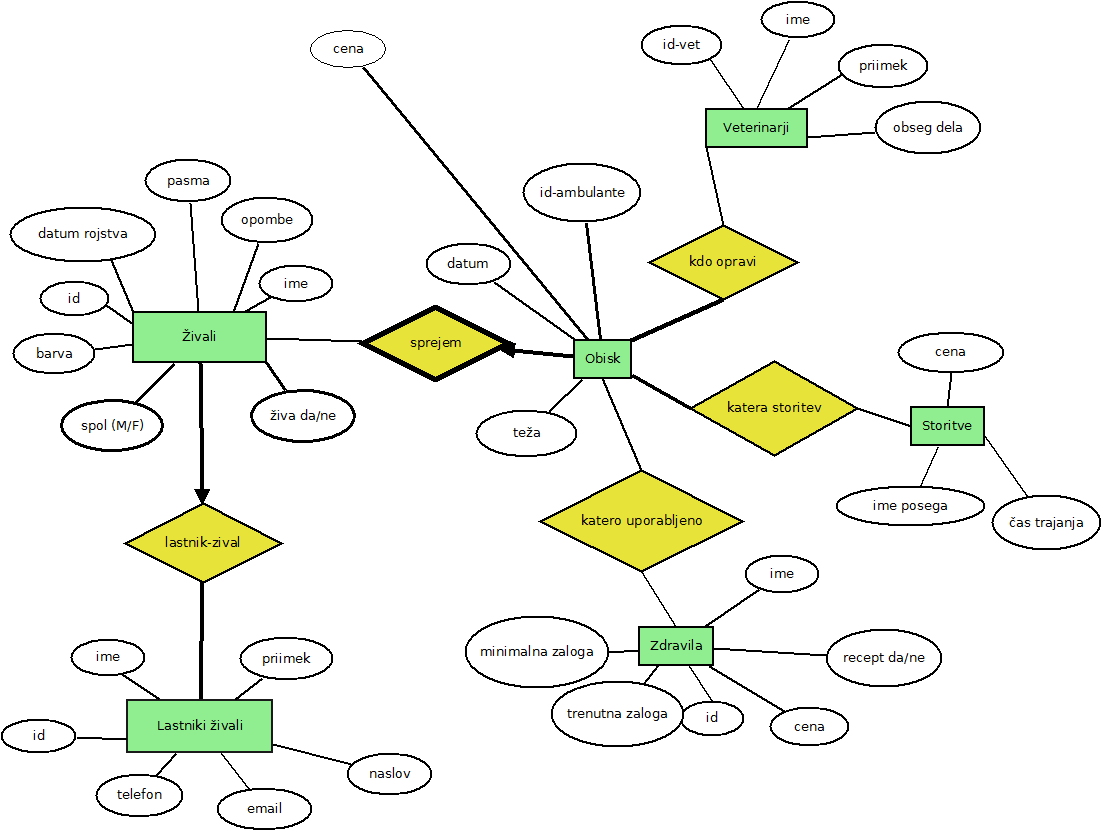 ime
id-vet
cena
priimek
Veterinarji
obseg dela
pasma
id-ambulante
opombe
datum rojstva
kdo opravi
datum
ime
id
Živali
sprejem
barva
Obisk
cena
katera storitev
živa da/ne
spol (M/F)
teža
Storitve
ime posega
čas trajanja
katero uporabljeno
lastnik-zival
ime
Zdravila
minimalna zaloga
recept da/ne
ime
priimek
trenutna zaloga
id
cena
Lastniki živali
id
naslov
telefon
email